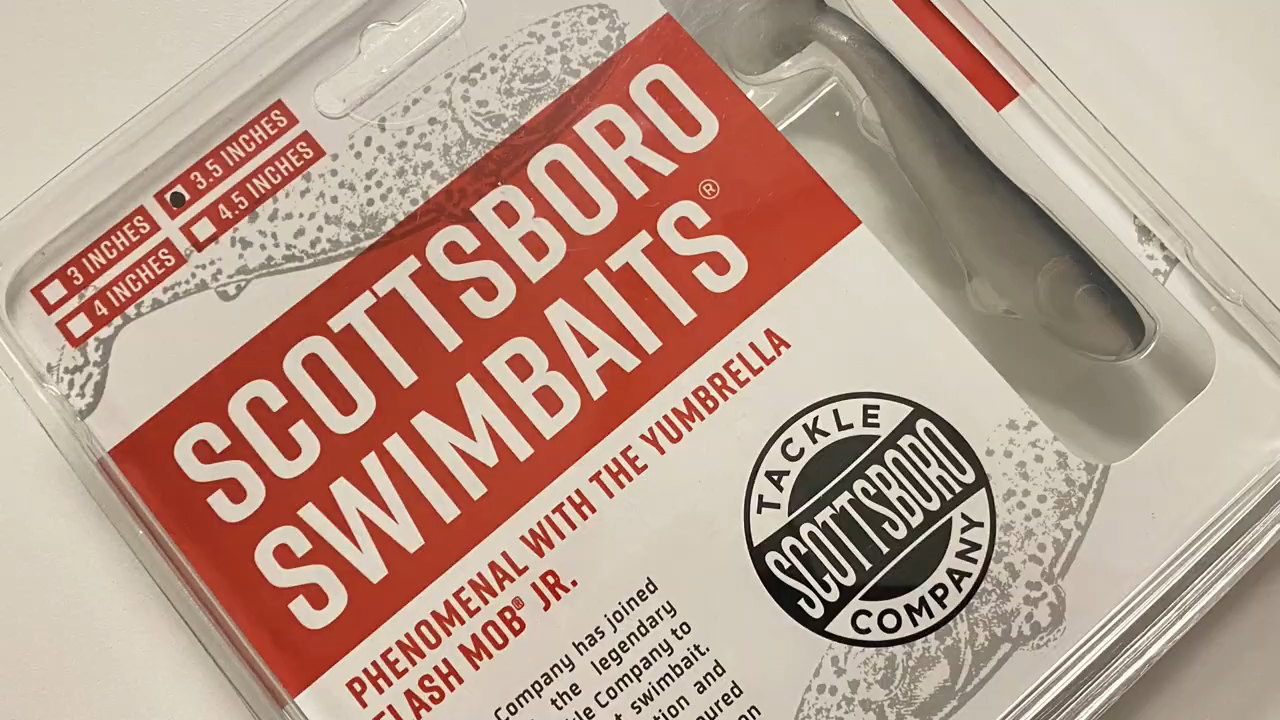 3 INCHES
3.5 INCHES
4 INCHES
4.5 INCHES
SCOTTSBORO
SWIMBAITS®
PHENOMENAL WITH THE YUMBRELLA
FLASH MOB® JR.
Company has joined
the legendary
Company to
swimbait.
and
TACKLE
SCOTTSBORO
COMPANY